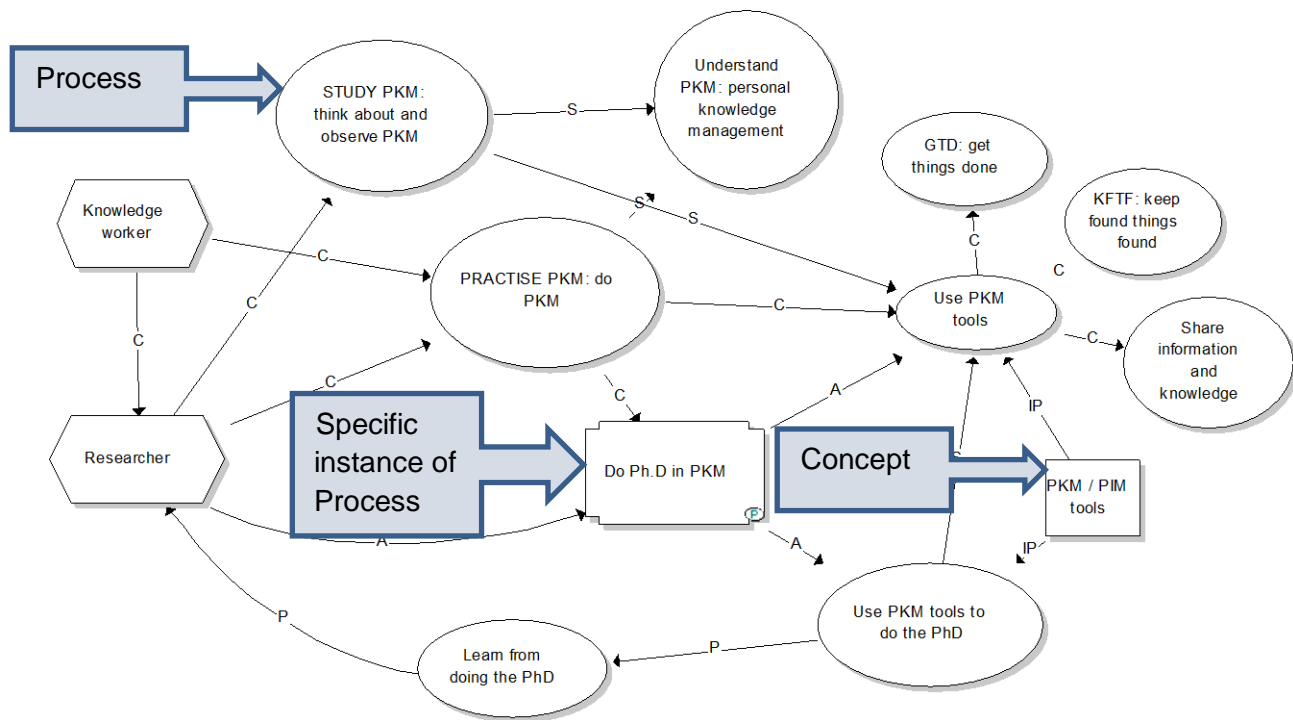 Process
STUDY PKM:
think about and
observe PKM
Understand
PKM: personal
knowledge
management
S
GTD: get
things done
KFTF: keep
found things
found
Knowledge
worker
S
S
C
C
C
PRACTISE PKM: do
PKM
C
C
Use PKM
tools
C
C
C
Share
information
and
knowledge
C
C
A
IP
Researcher
Specific
instance of
Process
Do Ph.D in PKM
P
Concept
PKM / PIM
tools
A
A
IP
Use PKM tools to
do the PhD
P
P
Learn from
doing the PhD